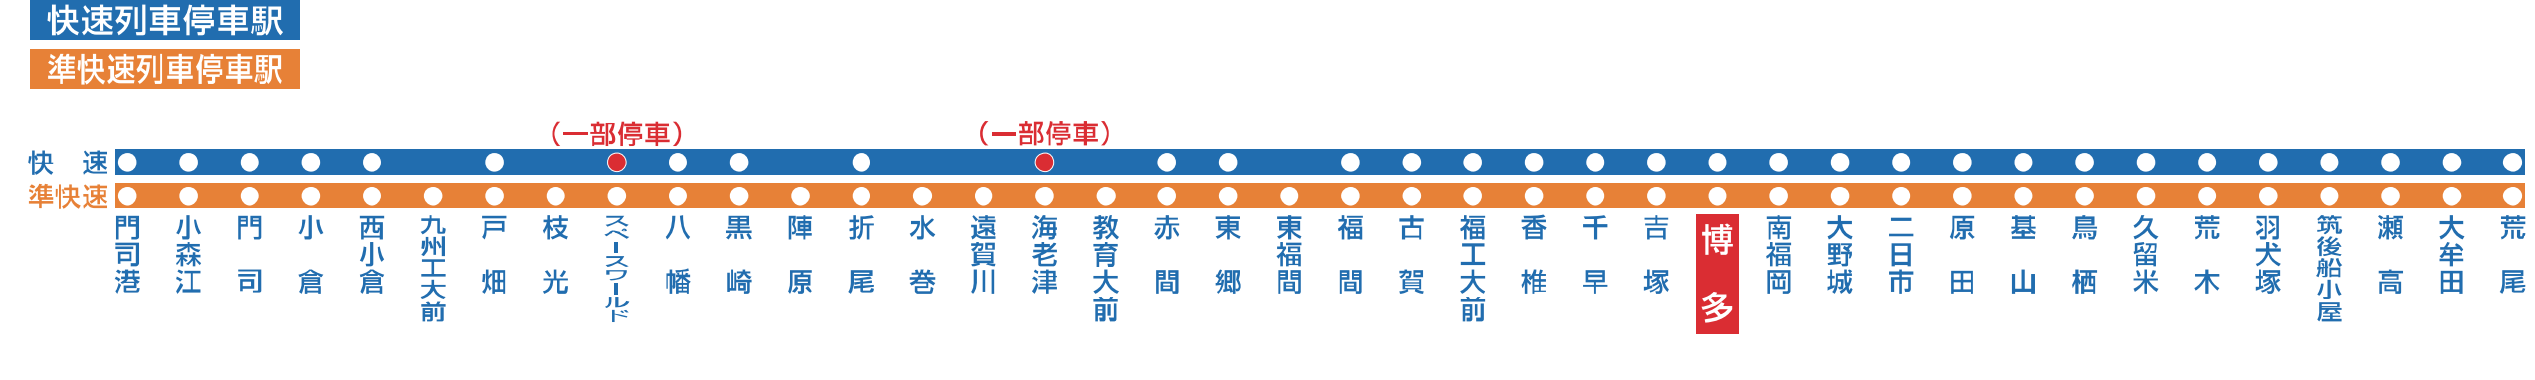 快速列車停車駅
準快速列車停車駅
(一部停車)
(一部停車)
快 速
準快速
門司港
小森江
門司
小倉
西小倉
九州工大前
戸畑
枝光
スペースワールド
八幡
黒崎
陣原
折尾
水巻
遠賀川
海老津
教育大前
赤間
東郷
東福間
福間
古賀
福工大前
香椎
千早
吉塚
博多
南福岡
大野城
二日市
原田
基山
鳥栖
久留米
荒木
羽犬塚
筑後船小屋
瀬高
大牟田
荒尾